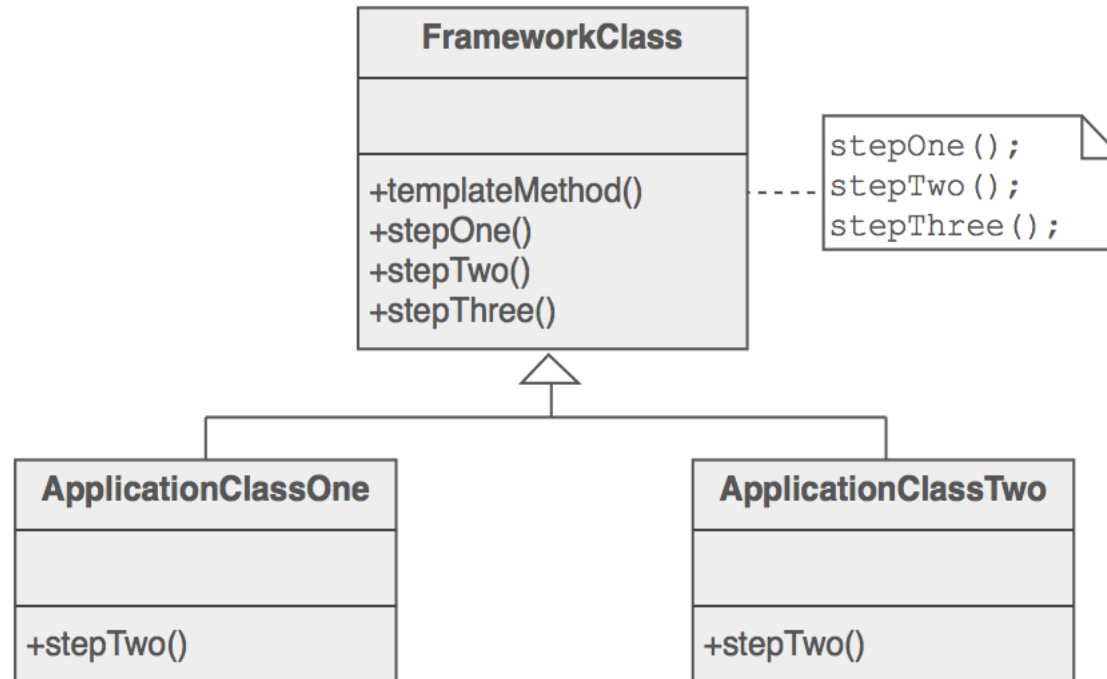 FrameworkClass
+templateMethod()
+stepOne()
+stepTwo()
+stepThree()
stepOne();
stepTwo();
stepThree();
ApplicationClassOne
+stepTwo()
ApplicationClassTwo
+stepTwo()